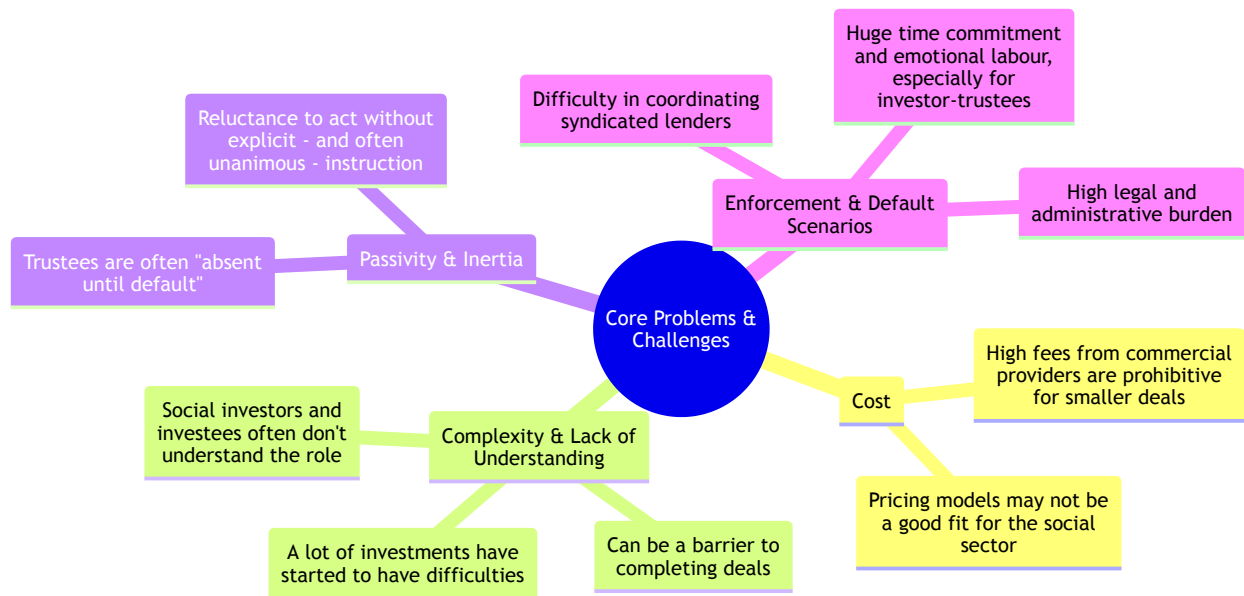 Core Problems &
Challenges
Cost
High fees from commercial
providers are prohibitive
for smaller deals
Pricing models may not be
a good fit for the social
sector
Complexity & Lack of
Understanding
Social investors and
investees often don't
understand the role
A lot of investments have
started to have difficulties
Can be a barrier to
completing deals
Passivity & Inertia
Reluctance to act without
explicit - and often
unanimous - instruction
Trustees are often "absent
until default"
Enforcement & Default
Scenarios
Difficulty in coordinating
syndicated lenders
Huge time commitment
and emotional labour,
especially for
investor-trustees
High legal and
administrative burden